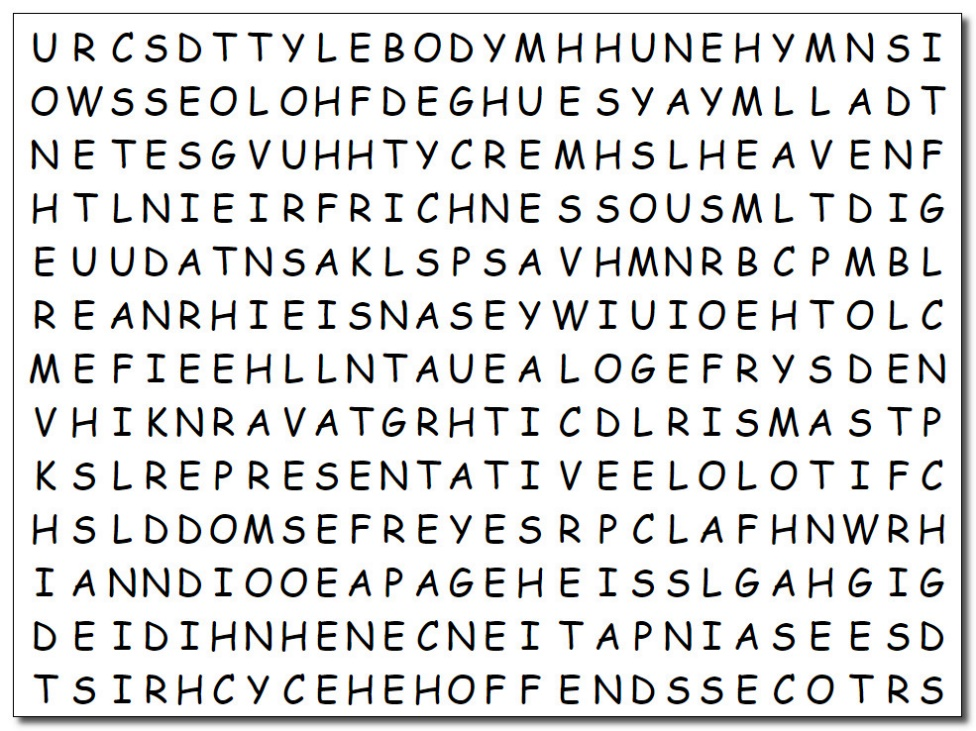 U R C S D T T Y L E B O D Y M H H U N E H Y M N S I
O W S S E O L O H F D E G H U E S Y A Y M L L A D T
N E T E S G V U H H T Y C R E M H S L H E A V E N F
H T L N I E I R F R I C H N E S S O U S M L T D I G
E U U D A T N S A K L S P S A V H M N R B C P M B L
R E A N R H I E I S N A S E Y W I U I O E H T O L C
M E F I E E H L L N T A U E A L O G E F R Y S D E N
V H I K N R A V A T G R H T I C D L R I S M A S T P
K S L R E P R E S E N T A T I V E E L O L O T I F C
H S L D D O M S E F R E Y E S R P C L A F H N W R H
I A N N D I O O E A P A G E H E I S S L G A H G I G
D E I D I H N H E N E C N E I T A P N I A S E E S D
T S I R H C Y C E H E H O F F E N D S S E C O T R S